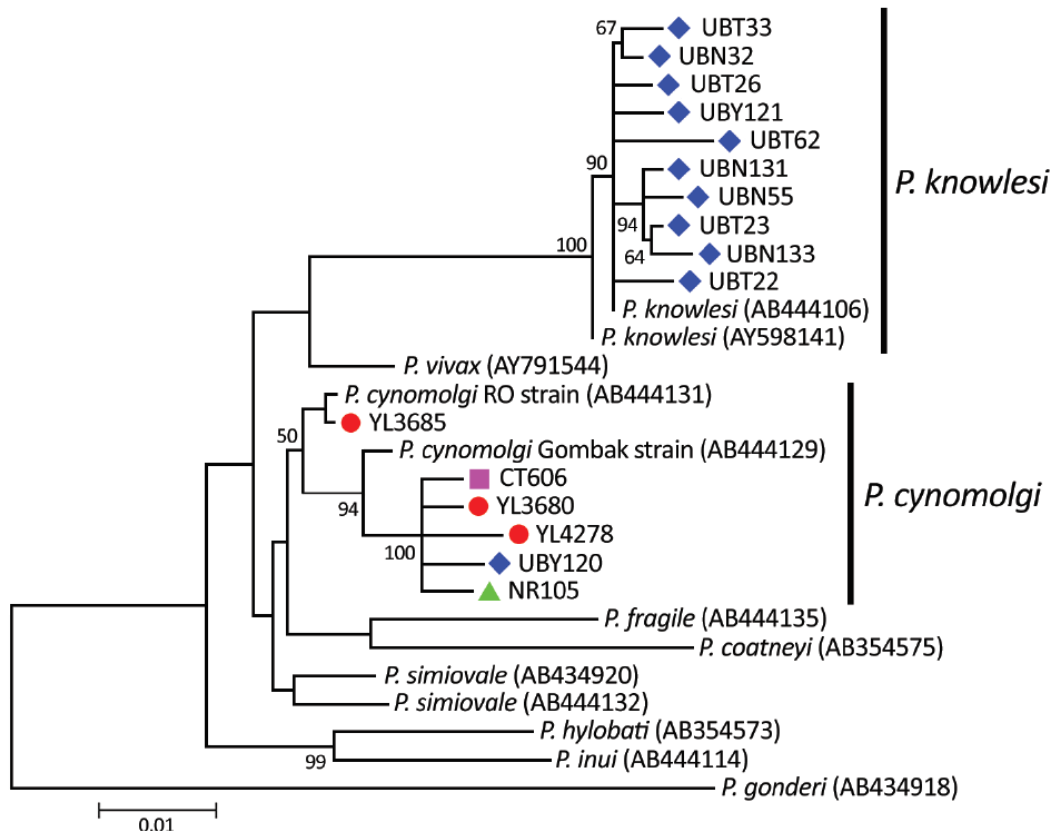 67
UBT33
UBN32
UBT26
UBY121
UBT62
90
UBN131
UBN55
94
UBT23
64
UBN133
100
UBT22
P. knowlesi (AB444106)
P. knowlesi (AY598141)
P. knowlesi
P. vivax (AY791544)
P. cynomolgi RO strain (AB444131)
50
YL3685
P. cynomolgi Gombak strain (AB444129)
94
CT606
YL3680
YL4278
100
UBY120
NR105
P. cynomolgi
P. fragile (AB444135)
P. coatneyi (AB354575)
P. simiovale (AB434920)
P. simiovale (AB444132)
P. hylobati (AB354573)
99
P. inui (AB444114)
P. gonderi (AB434918)
0.01